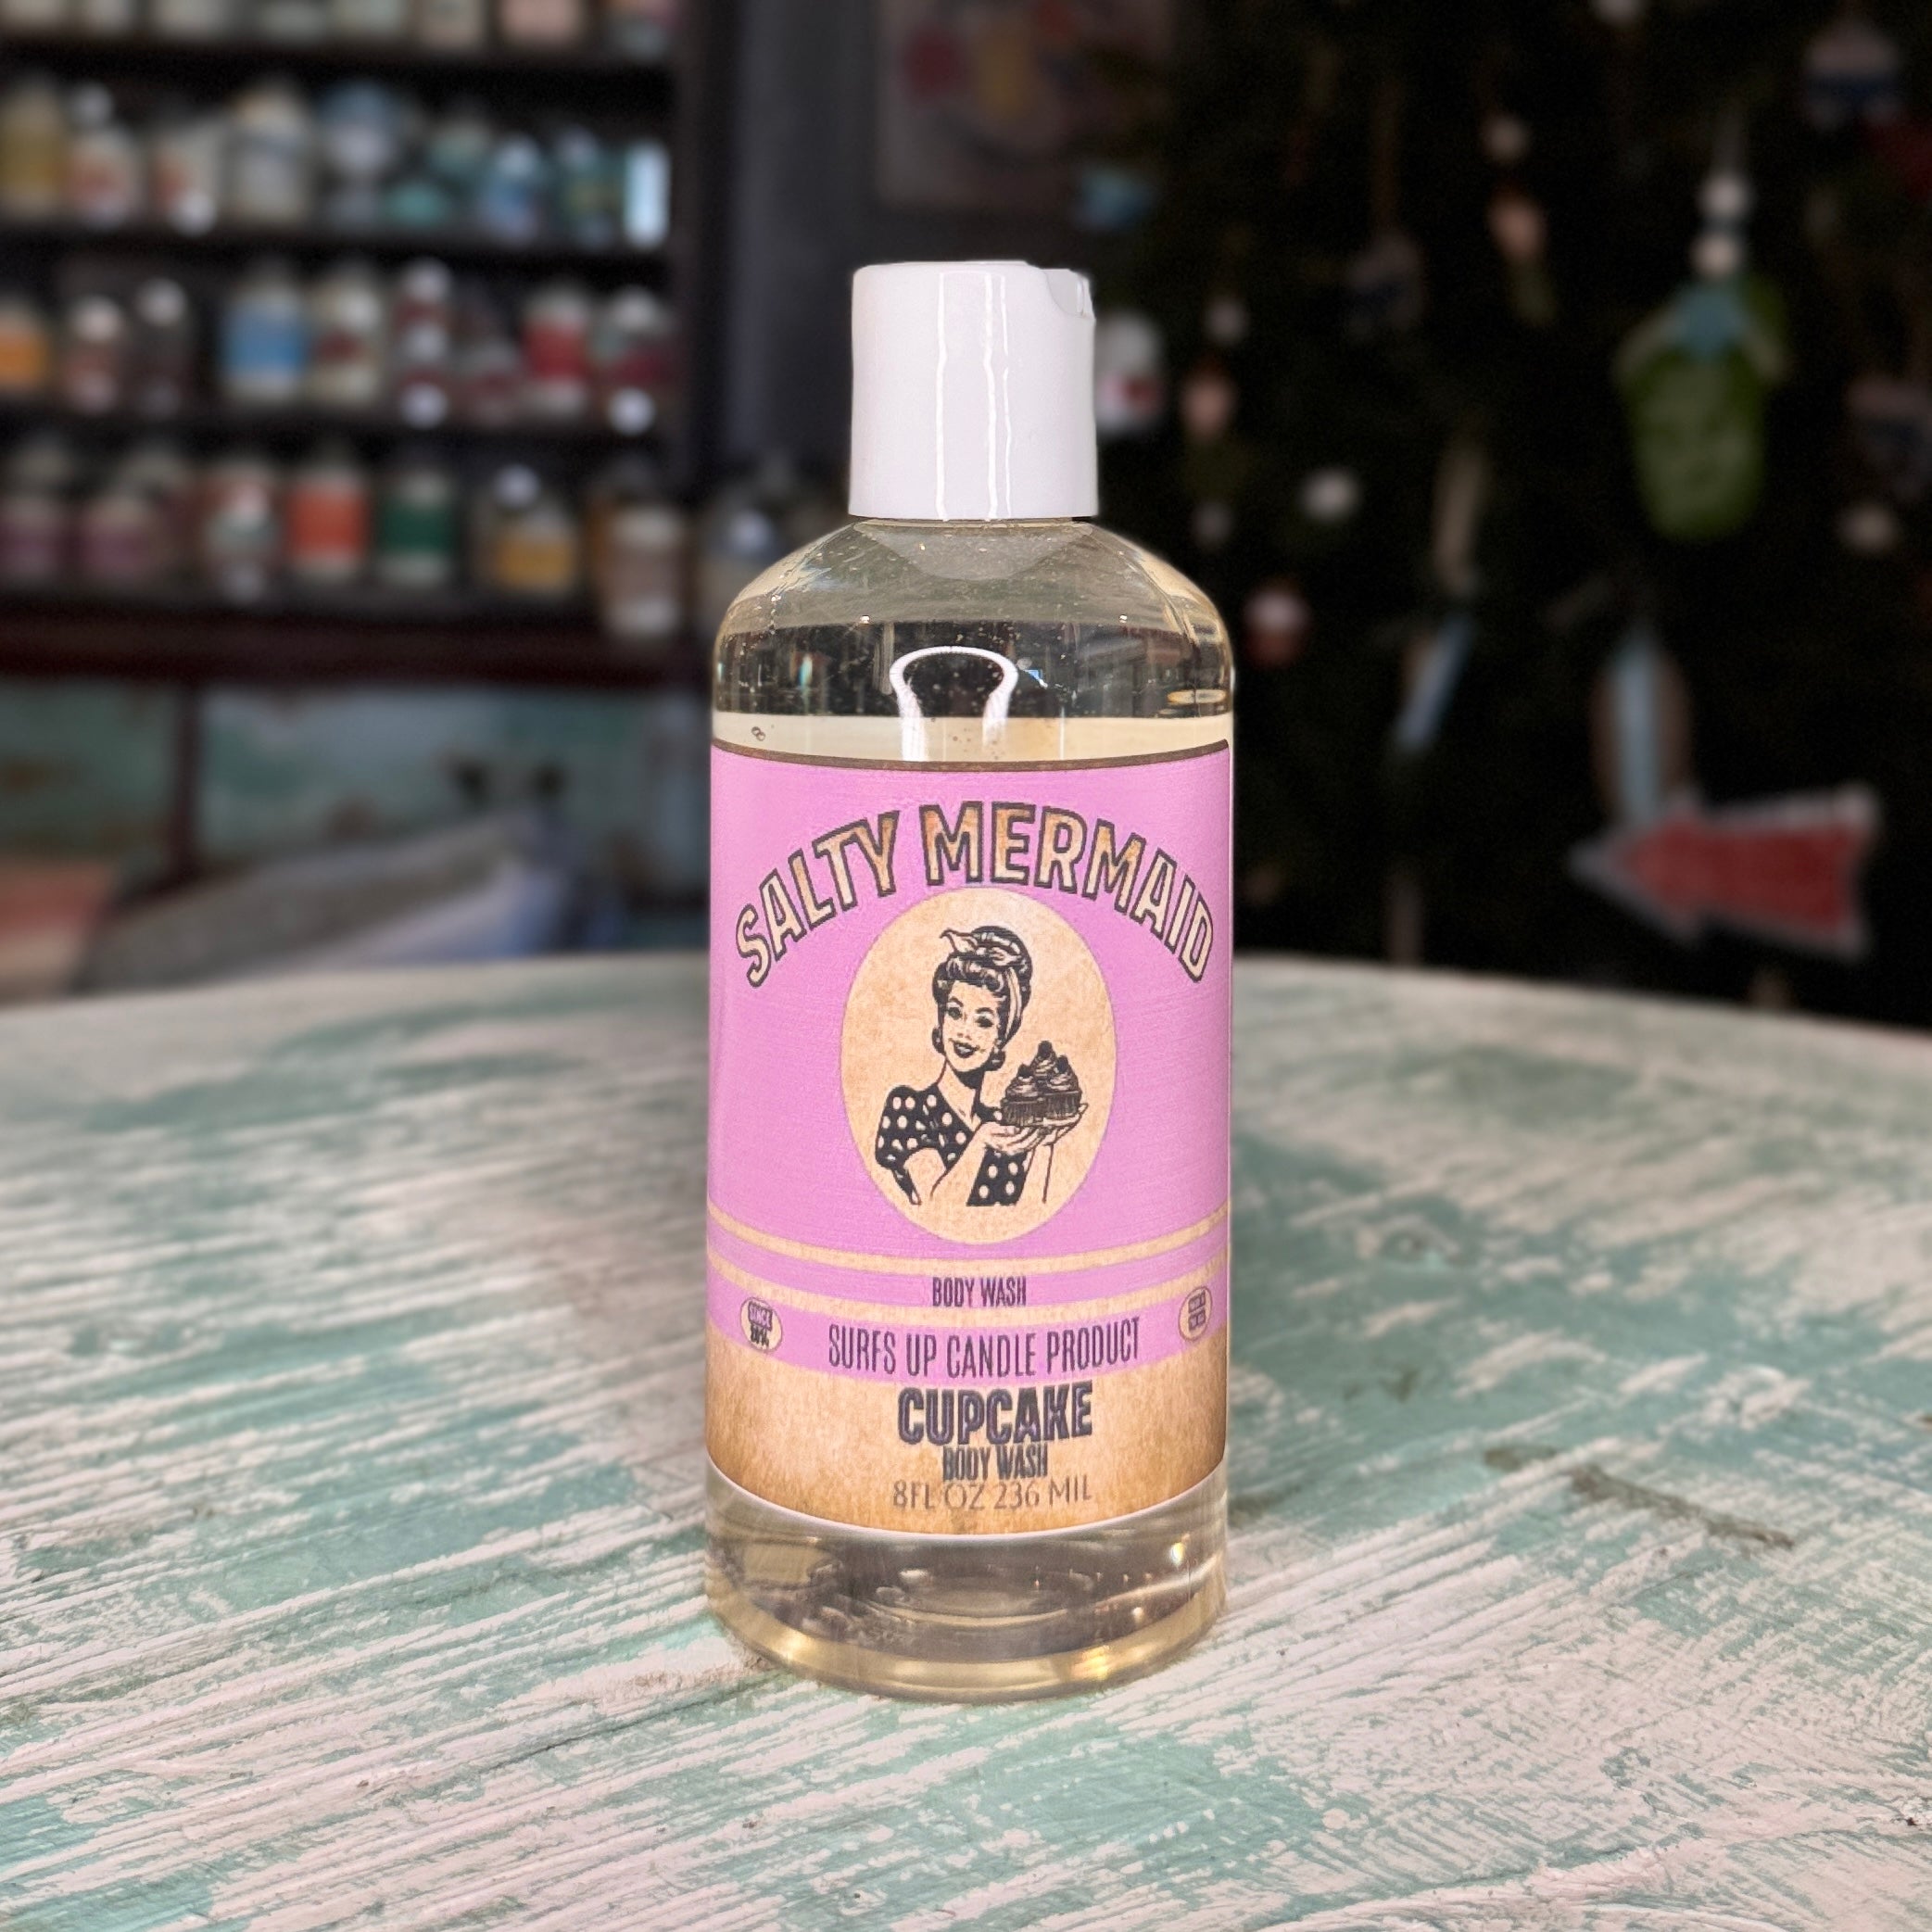 SALTY MERMAID
BODY WASH
SURFS UP CANDLE PRODUCT
CUPCAKE
BODY WASH
8FL OZ 236 MIL